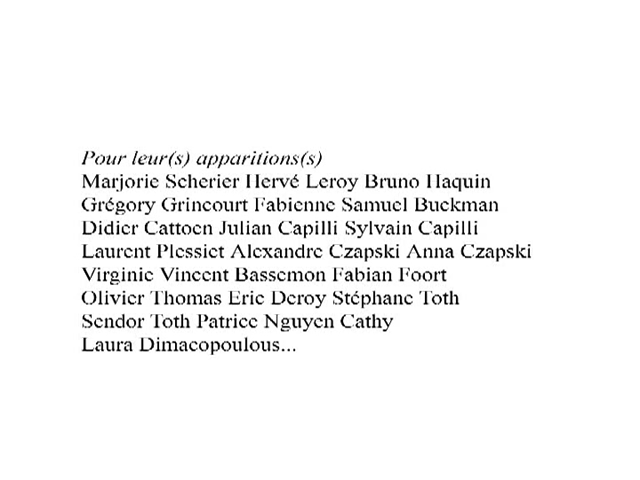 Pour leur(s) apparitions(s)
Marjorie Scherier Hervé Leroy Bruno Haquin
Grégory Grincourt Fabienne Samuel Buckman
Didier Cattoen Julian Capilli Sylvain Capilli
Laurent Plessiet Alexandre Czapski Anna Czapski
Virginie Vincent Bassemon Fabian Foort
Olivier Thomas Eric Deroy Stéphane Toth
Sendor Toth Patrice Nguyen Cathy
Laura Dimacopoulous...